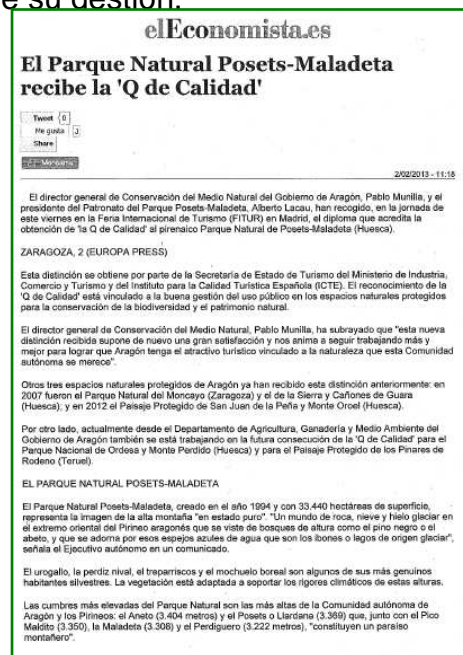 e su gestión.
elEconomista.es
El Parque Natural Posets-Maladeta
recibe la 'Q de Calidad'
Tweet 0
Me gusta 3
Share
Menéame
2/02/2013 - 11:18
El director general de Conservación del Medio Natural del Gobierno de Aragón, Pablo Munilla, y el
presidente del Patronato del Parque Posets-Maladeta, Alberto Lacau, han recogido, en la jornada de
este viernes en la Feria Internacional de Turismo (FITUR) en Madrid, el diploma que acredita la
obtención de 'la Q de Calidad' al pirenaico Parque Natural de Posets-Maladeta (Huesca).
ZARAGOZA, 2 (EUROPA PRESS)
Esta distinción se obtiene por parte de la Secretaría de Estado de Turismo del Ministerio de Industria,
Comercio y Turismo y del Instituto para la Calidad Turística Española (ICTE). El reconocimiento de la
'Q de Calidad' está vinculado a la buena gestión del uso público en los espacios naturales protegidos
para la conservación de la biodiversidad y el patrimonio natural.
El director general de Conservación del Medio Natural, Pablo Munilla, ha subrayado que "esta nueva
distinción recibida supone de nuevo una gran satisfacción y nos anima a seguir trabajando más y
mejor para lograr que Aragón tenga el atractivo turístico vinculado a la naturaleza que esta Comunidad
autónoma se merece".
Otros tres espacios naturales protegidos de Aragón ya han recibido esta distinción anteriormente: en
2007 fueron el Parque Natural del Moncayo (Zaragoza) y el de la Sierra y Cañones de Guara
(Huesca); y en 2012 el Paisaje Protegido de San Juan de la Peña y Monte Oroel (Huesca).
Por otro lado, actualmente desde el Departamento de Agricultura, Ganadería y Medio Ambiente del
Gobierno de Aragón también se está trabajando en la futura consecución de la 'Q de Calidad' para el
Parque Nacional de Ordesa y Monte Perdido (Huesca) y para el Paisaje Protegido de los Pinares de
Rodeno (Teruel).
EL PARQUE NATURAL POSETS-MALADETA
El Parque Natural Posets-Maladeta, creado en el año 1994 y con 33.440 hectáreas de superficie,
representa la imagen de la alta montaña "en estado puro". "Un mundo de roca, nieve y hielo glaciar en
el extremo oriental del Pirineo aragonés que se viste de bosques de altura como el pino negro o el
abeto, y que se adorna por esos espejos azules de agua que son los ibones o lagos de origen glaciar",
señala el Ejecutivo autónomo en un comunicado.
El urogallo, la perdiz nival, el treparriscos y el mochuelo boreal son algunos de sus más genuinos
habitantes silvestres. La vegetación está adaptada a soportar los rigores climáticos de estas alturas.
Las cumbres más elevadas del Parque Natural son las más altas de la Comunidad autónoma de
Aragón y los Pirineos: el Aneto (3.404 metros) y el Posets o Llardana (3.369) que, junto con el Pico
Maldito (3.350), la Maladeta (3.308) y el Perdiguero (3.222 metros), "constituyen un paraíso
montañero".